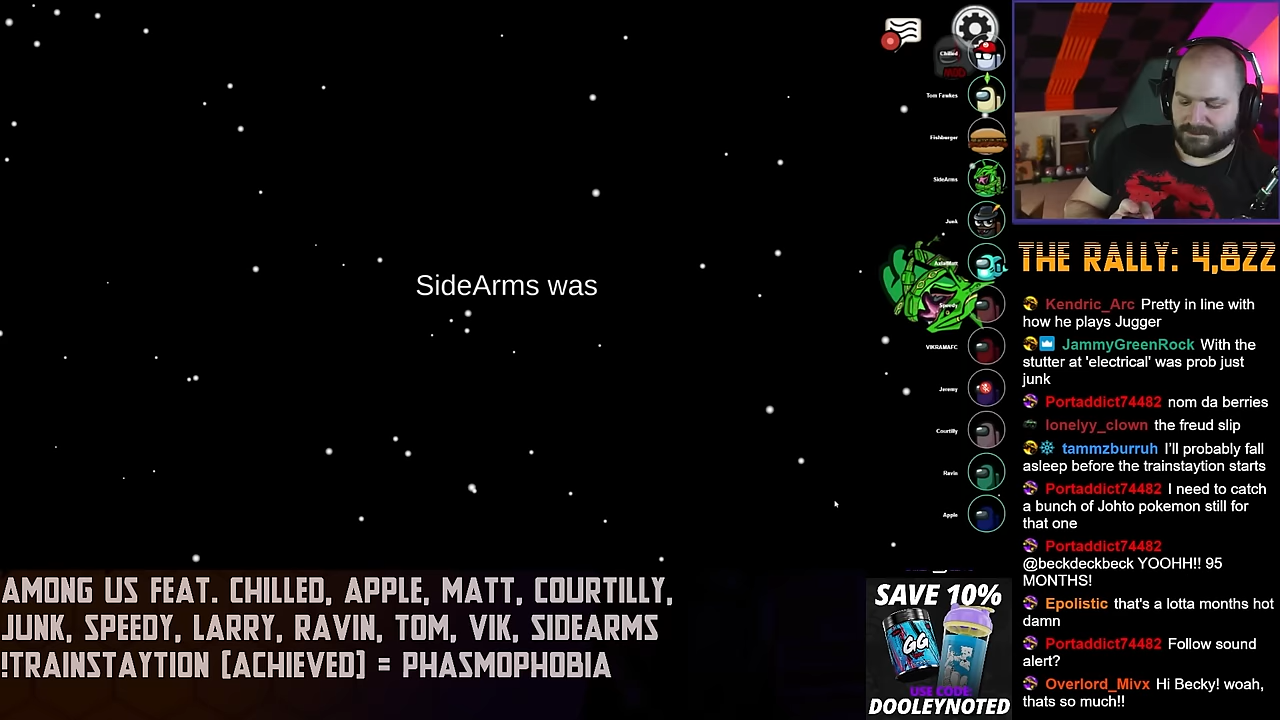 Chilled
MOD
Tom Fawkes
Fishburger
SideArms
Junk
Speedy
VIKRAMAFC
Jeremy
Courtilly
Ravin
Apple
SideArms was
THE RALLY: 4,822
Kendric_Arc Pretty in line with
how he plays Jugger
JammyGreenRock With the
stutter at 'electrical' was prob just
junk
Portaddict74482 nom da berries
lonelyy_clown the freud slip
tammzburruh I'll probably fall
asleep before the trainstaytion starts
Portaddict74482 I need to catch
a bunch of Johto pokemon still for
that one
Portaddict74482
@beckdeckbeck YOOHH!! 95
MONTHS!
Epolistic that's a lotta months hot
damn
Portaddict74482 Follow sound
alert?
Overlord_Mivx Hi Becky! woah,
thats so much!!
AMONG US FEAT. CHILLED, APPLE, MATT, COURTILLY,
JUNK, SPEEDY, LARRY, RAVIN, TOM, VIK, SIDEARMS
!TRAINSTAYTION [ACHIEVED] = PHASMOPHOBIA
SAVE 10%
GG
USE CODE:
DOOLEYNOTED